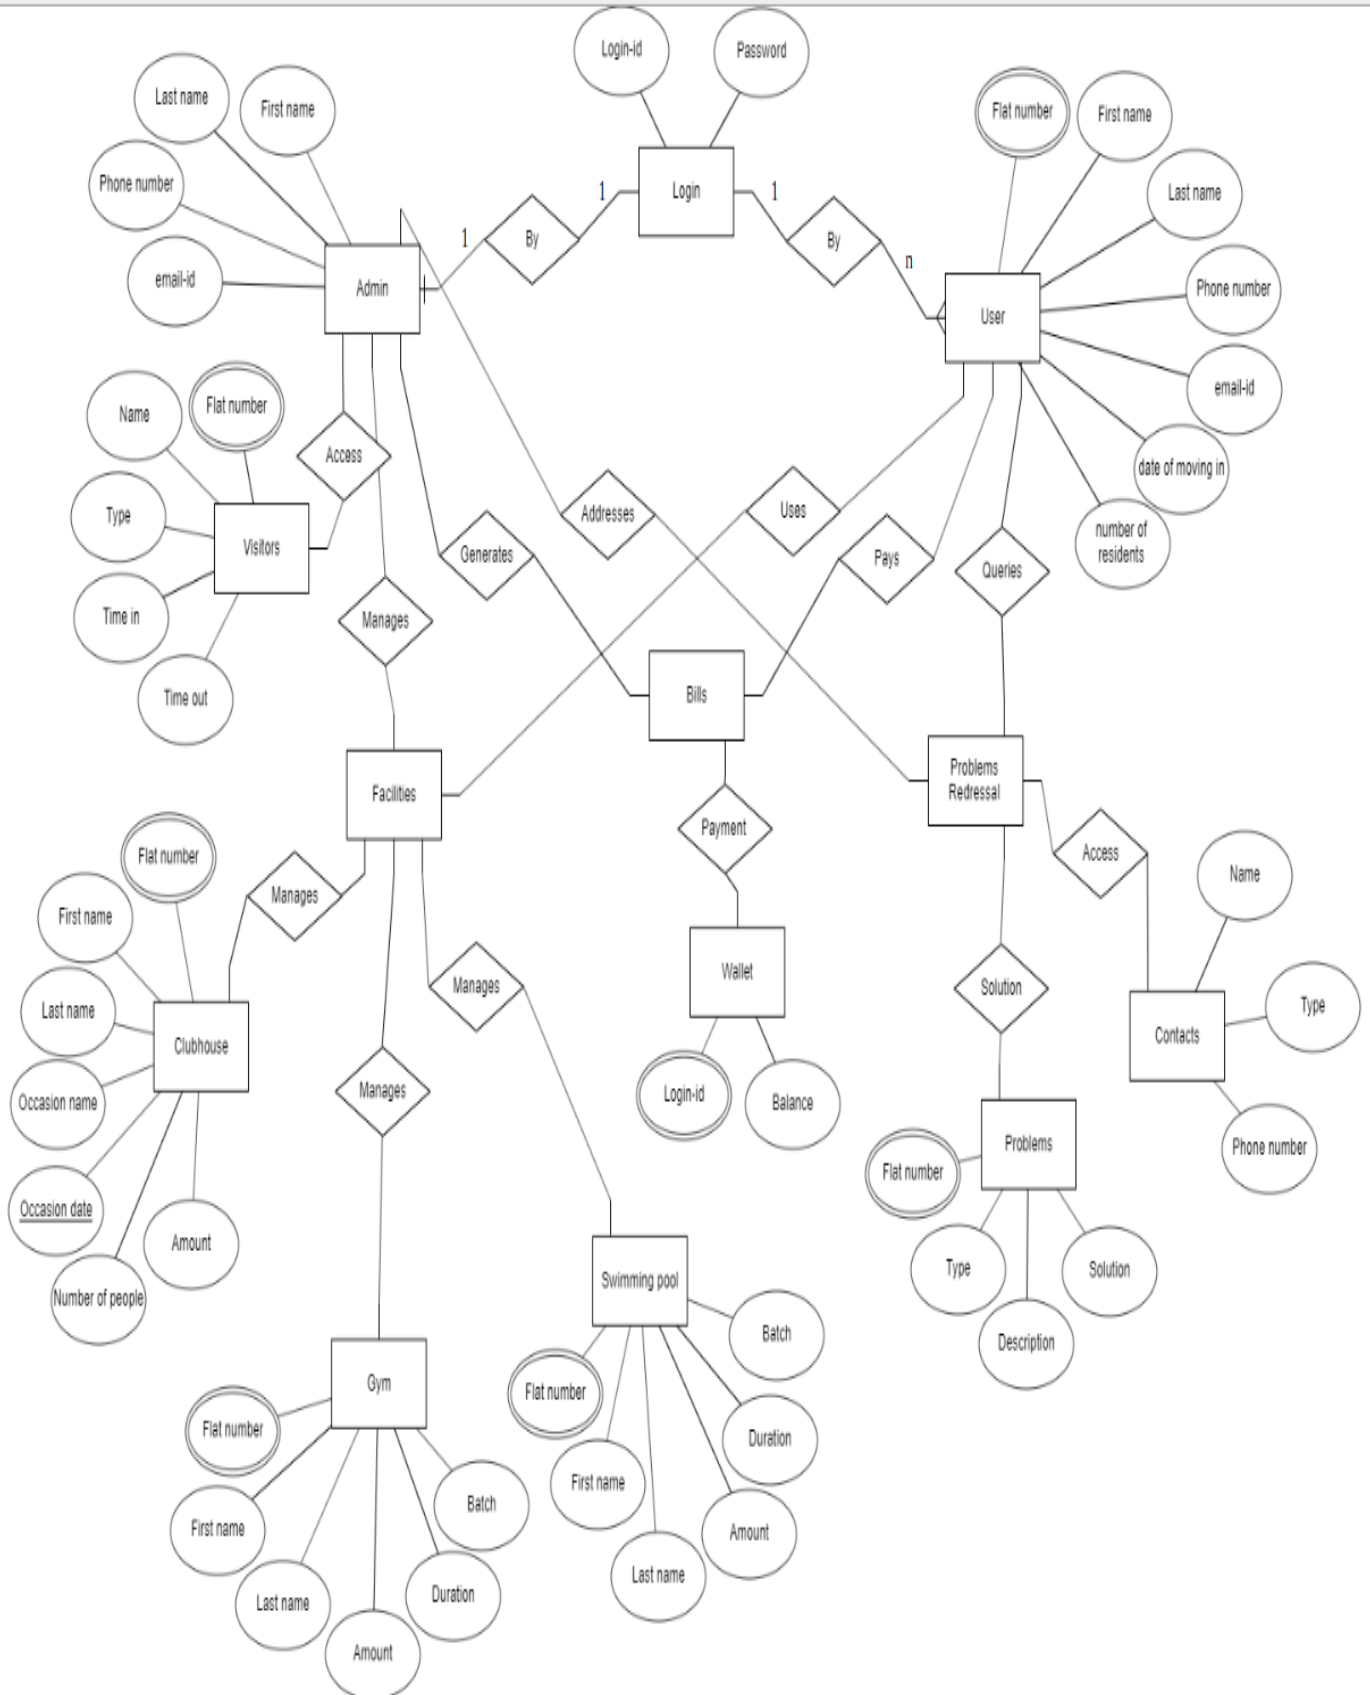 Login-id
Password
Last name
First name
Flat number
First name
Phone number
Login
Last name
1
1
1
By
By
n
email-id
Admin
Phone number
User
email-id
Name
Flat number
Access
date of moving in
Type
Visitors
Addresses
Uses
number of
residents
Generates
Pays
Queries
Time in
Manages
Time out
Bills
Facilities
Problems
Redressal
Payment
Flat number
Access
Name
Manages
First name
Wallet
Manages
Solution
Last name
Type
Clubhouse
Contacts
Occasion name
Manages
Login-id
Balance
Problems
Phone number
Flat number
Occasion date
Amount
Type
Solution
Number of people
Swimming pool
Description
Batch
Gym
Flat number
Flat number
Duration
First name
Batch
First name
Amount
Last name
Duration
Last name
Amount